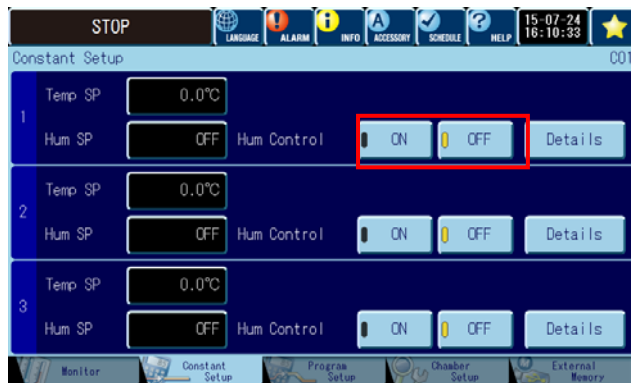 STOP LANGUAGE ALARM INFO ACCESSORY SCHEDULE HELP 15-07-24
16:10:33
Constant Setup C01
Temp SP 0.0℃
1
Hum SP OFF Hum Control ON OFF Details
Temp SP 0.0℃
2
Hum SP OFF Hum Control ON OFF Details
Temp SP 0.0℃
3
Hum SP OFF Hum Control ON OFF Details
Monitor Constant Setup Program Setup Chamber Setup External Memory